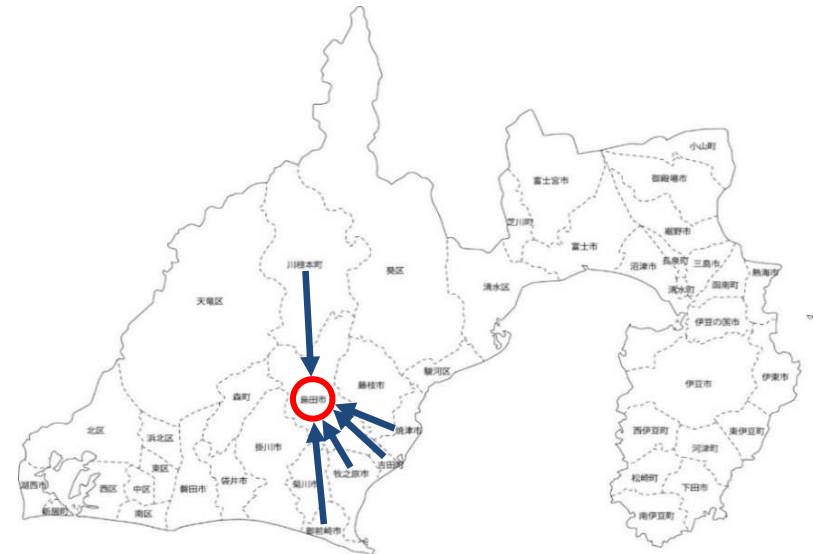 小山町
御殿場市
富士宮市
芝川町
裾野市
富士市
沼津市
長泉町
三島市
熱海市
清水町
函南町
川根本町
葵区
清水区
天竜区
伊豆の国市
駿河区
藤枝市
伊豆市
伊東市
森町
島田市
焼津市
北区
浜北区
掛川市
吉田町
西伊豆町
東伊豆町
河津町
東区
牧之原市
湖西市
西区
中区
磐田市
袋井市
菊川市
松崎町
下田市
新居町
南区
御前崎市
南伊豆町